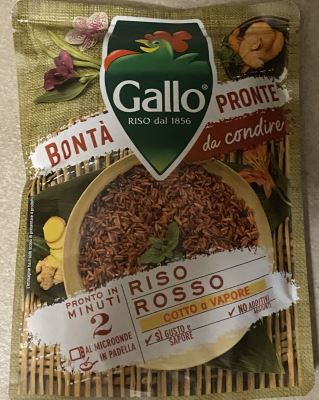 Gallo
RISO dal 1856
BONTÀ PRONTE
da condire
PRONTO IN
MINUTI
2
AL MICROONDE
IN PADELLA
RISO
ROSSO
COTTO a VAPORE
✓ SÌ GUSTO e
SAPORE
✓ NO ADDITIVI